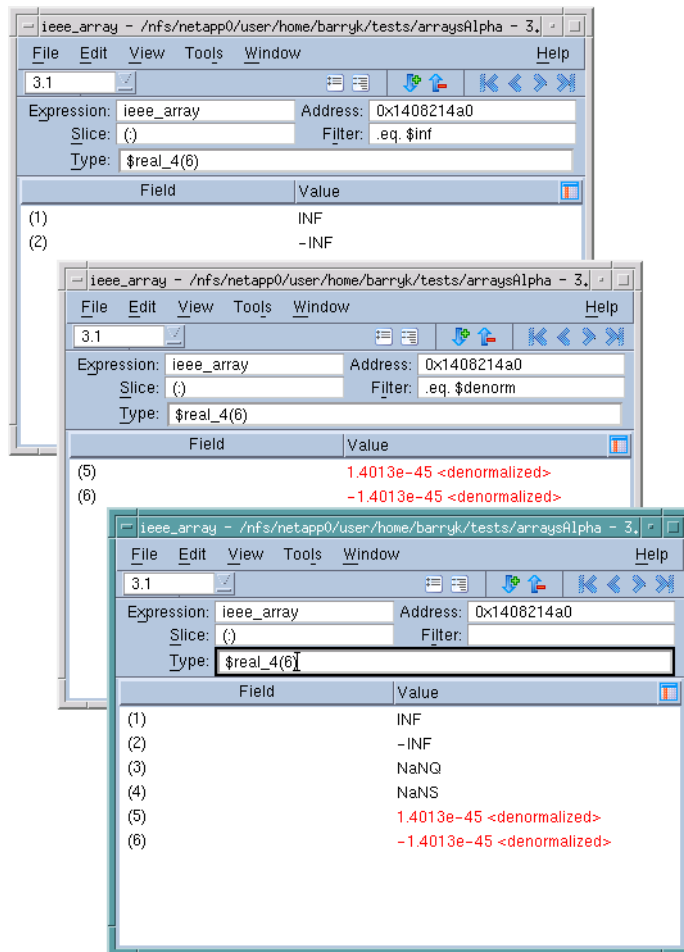 ieee_array - /nfs/netapp0/user/home/barryk/tests/arraysAlpha - 3.
File Edit View Tools Window Help
3.1
Expression: ieee_array Address: 0x1408214a0
Slice: (:) Filter: .eq. $inf
Type: $real_4(6)
Field Value
(1) INF
(2) -INF
ieee_array - /nfs/netapp0/user/home/barryk/tests/arraysAlpha - 3.
File Edit View Tools Window Help
3.1
Expression: ieee_array Address: 0x1408214a0
Slice: (:) Filter: .eq. $denorm
Type: $real_4(6)
Field Value
(5) 1.4013e-45 <denormalized>
(6) -1.4013e-45 <denormalized>
ieee_array - /nfs/netapp0/user/home/barryk/tests/arraysAlpha - 3.
File Edit View Tools Window Help
3.1
Expression: ieee_array Address: 0x1408214a0
Slice: (:) Filter:
Type: $real_4(6)
Field Value
(1) INF
(2) -INF
(3) NaNQ
(4) NaNS
(5) 1.4013e-45 <denormalized>
(6) -1.4013e-45 <denormalized>